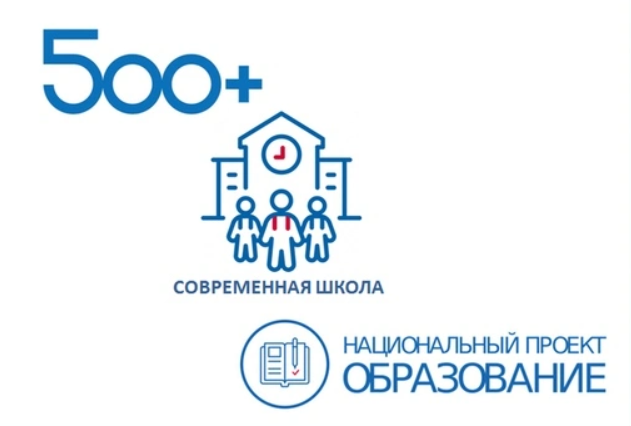 500+
СОВРЕМЕННАЯ ШКОЛА
НАЦИОНАЛЬНЫЙ ПРОЕКТ
ОБРАЗОВАНИЕ